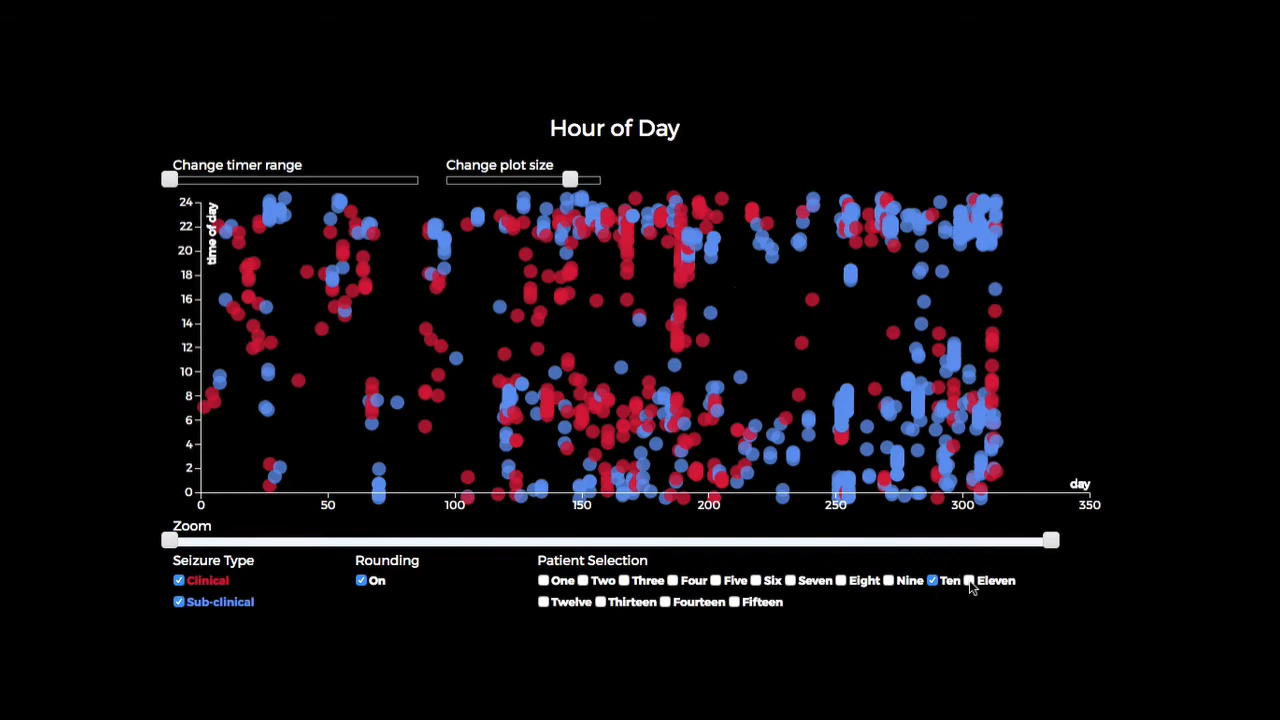 Hour of Day
Change timer range
Change plot size
24
22
20
18
16
14
12
10
8
6
4
2
0
time of day
0 50 100 150 200 250 300 350
day
Zoom
Seizure Type
Clinical
Sub-clinical
Rounding
On
Patient Selection
One Two Three Four Five Six Seven Eight Nine Ten Eleven
Twelve Thirteen Fourteen Fifteen